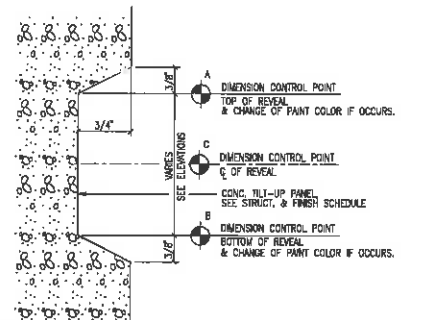 A
3/8"
DIMENSION CONTROL POINT
TOP OF REVEAL
& CHANGE OF PAINT COLOR IF OCCURS.
3/4"
VARIES
SEE ELEVATIONS
C
DIMENSION CONTROL POINT
℄ OF REVEAL
CONC. TILT-UP PANEL
SEE STRUCT. & FINISH SCHEDULE
B
DIMENSION CONTROL POINT
BOTTOM OF REVEAL
& CHANGE OF PAINT COLOR IF OCCURS.
3/8"